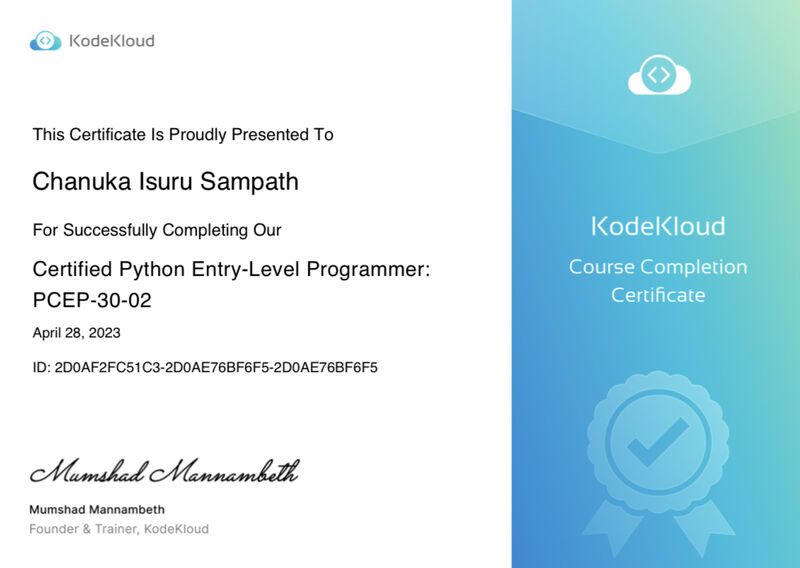 KodeKloud
This Certificate Is Proudly Presented To
Chanuka Isuru Sampath
For Successfully Completing Our
Certified Python Entry-Level Programmer:
PCEP-30-02
April 28, 2023
ID: 2D0AF2FC51C3-2D0AE76BF6F5-2D0AE76BF6F5
Mumshad Mannambeth
Mumshad Mannambeth
Founder & Trainer, KodeKloud
KodeKloud
Course Completion
Certificate